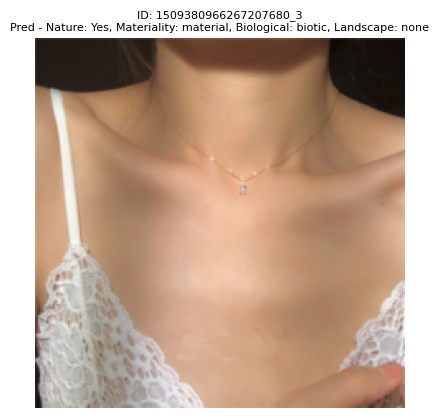 ID: 1509380966267207680_3
Pred - Nature: Yes, Materiality: material, Biological: biotic, Landscape: none